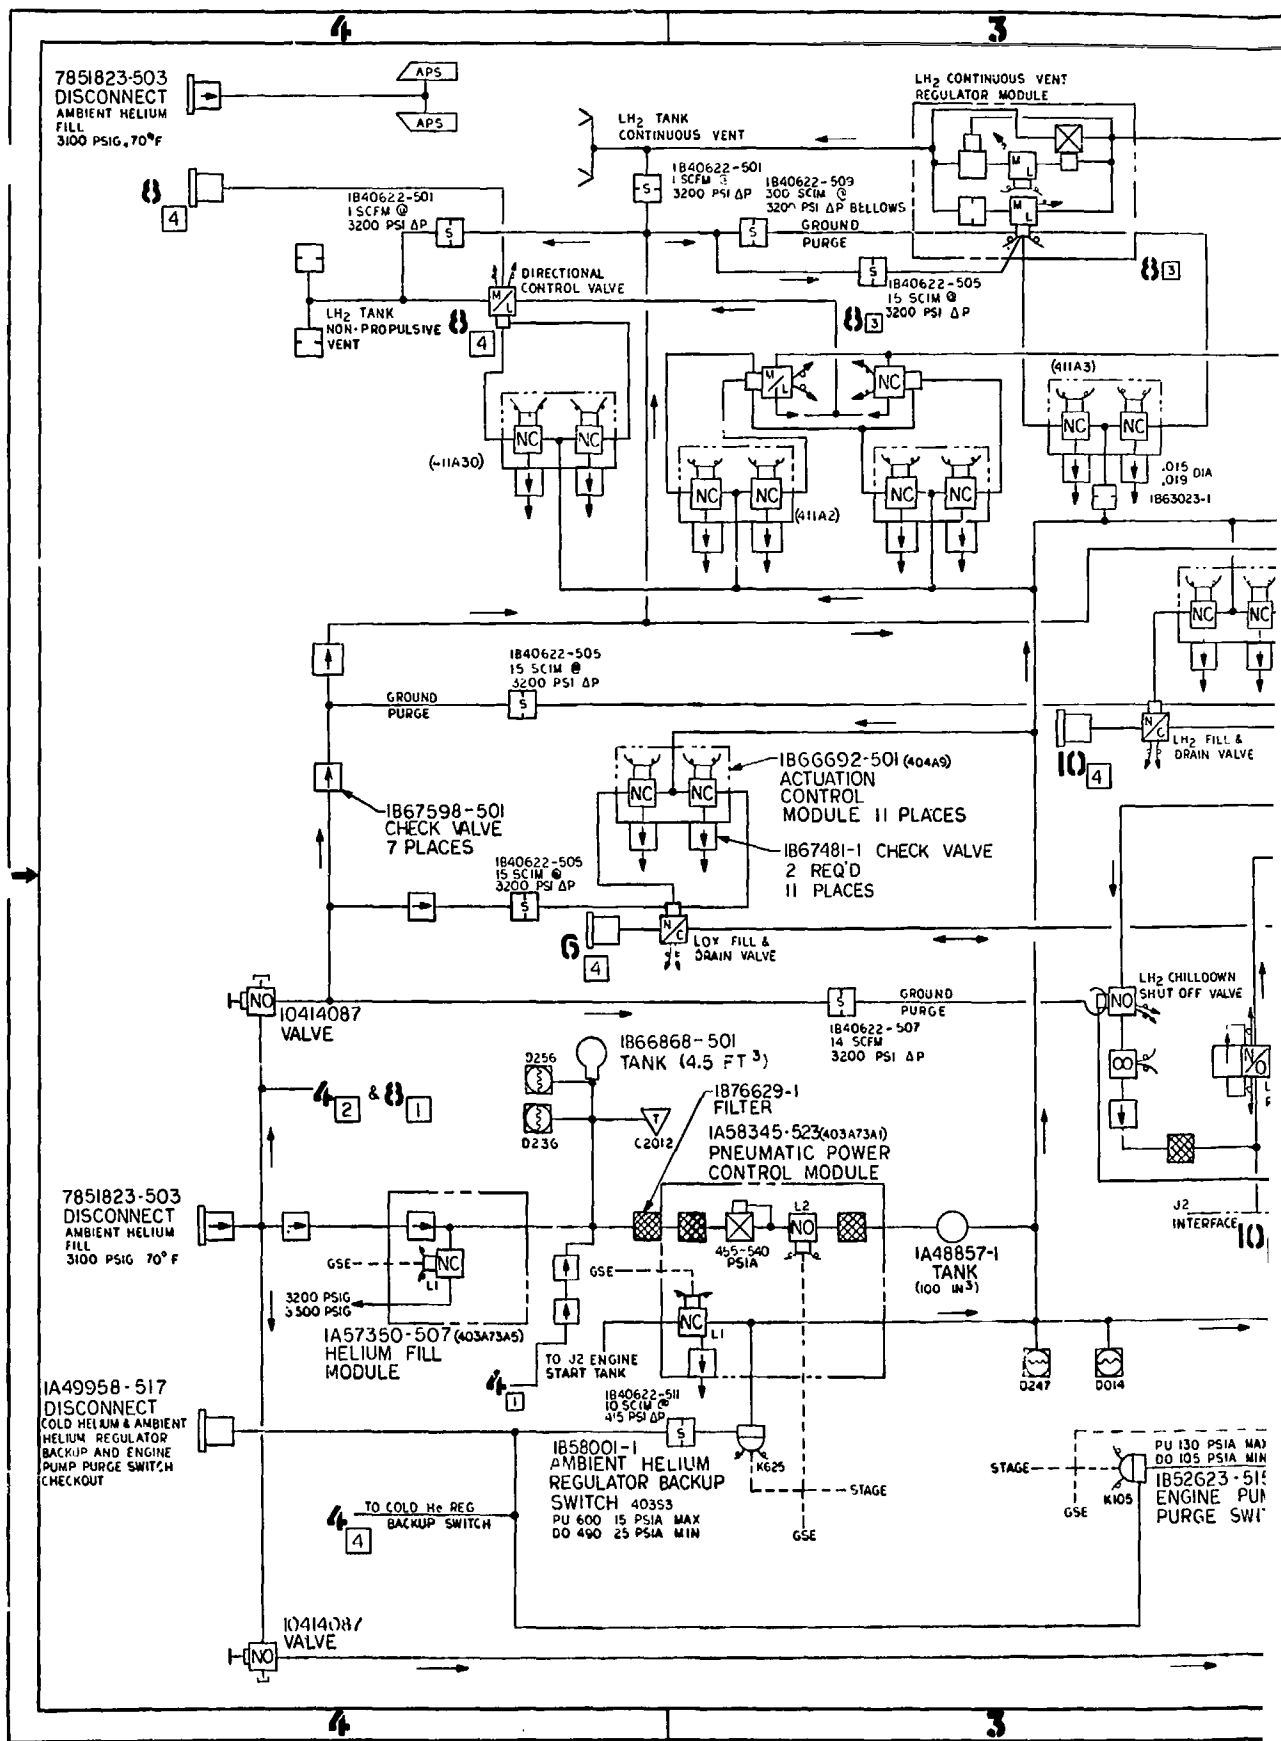 4
3
7851823-503
DISCONNECT
AMBIENT HELIUM
FILL
3100 PSIG, 70°F
APS
APS
LH2 TANK
CONTINUOUS VENT
LH2 CONTINUOUS VENT
REGULATOR MODULE
M
L
M
L
8
4
1B40622-501
1 SCFM @
3200 PSI ΔP
S
1B40622-501
1 SCFM @
3200 PSI ΔP
S
1B40622-509
300 SCIM @
3200 PSI ΔP BELLOWS
S
GROUND
PURGE
8
3
S
1B40622-505
15 SCIM @
3200 PSI ΔP
DIRECTIONAL
CONTROL VALVE
M
L
LH2 TANK
NON-PROPULSIVE
VENT
8
4
8
3
M
L
NC
(411A3)
NC
NC
.015
.019 DIA
1B63023-1
NC
NC
(411A30)
NC
NC
(411A2)
NC
NC
NC
NC
1B40622-505
15 SCIM @
3200 PSI ΔP
GROUND
PURGE
S
N
C
LH2 FILL &
DRAIN VALVE
10
4
1B66692-501 (404A9)
ACTUATION
CONTROL
MODULE 11 PLACES
NC
NC
1B67598-501
CHECK VALVE
7 PLACES
1B67481-1 CHECK VALVE
2 REQ'D
11 PLACES
1B40622-505
15 SCIM @
3200 PSI ΔP
S
6
4
N
C
LOX FILL &
DRAIN VALVE
NO
10414087
VALVE
S
GROUND
PURGE
1B40622-507
14 SCFM
3200 PSI ΔP
LH2 CHILLDOWN
SHUT OFF VALVE
NO
N
O
1B66868-501
TANK (4.5 FT3)
D256
D236
T
C2012
4
2
& 8
1
1B76629-1
FILTER
1A58345-523 (403A73A1)
PNEUMATIC POWER
CONTROL MODULE
7851823-503
DISCONNECT
AMBIENT HELIUM
FILL
3100 PSIG 70°F
GSE
NC
L1
3200 PSIG
3500 PSIG
1A57350-507 (403A73A5)
HELIUM FILL
MODULE
L2
NO
455-540
PSIA
GSE
NC
L1
1A48857-1
TANK
(100 IN3)
J2
INTERFACE
10
TO J2 ENGINE
START TANK
4
1
D247
D014
1A49958-517
DISCONNECT
COLD HELIUM & AMBIENT
HELIUM REGULATOR
BACKUP AND ENGINE
PUMP PURGE SWITCH
CHECKOUT
1B40622-511
10 SCIM @
415 PSI ΔP
S
K625
1B58001-1
AMBIENT HELIUM
REGULATOR BACKUP
SWITCH 403S3
PU 600 15 PSIA MAX
DO 490 25 PSIA MIN
STAGE
GSE
STAGE
K105
GSE
PU 130 PSIA MAX
DO 105 PSIA MIN
1B52623-515
ENGINE PUM
PURGE SWI
TO COLD He REG
BACKUP SWITCH
4
4
10414087
VALVE
NO
4
3